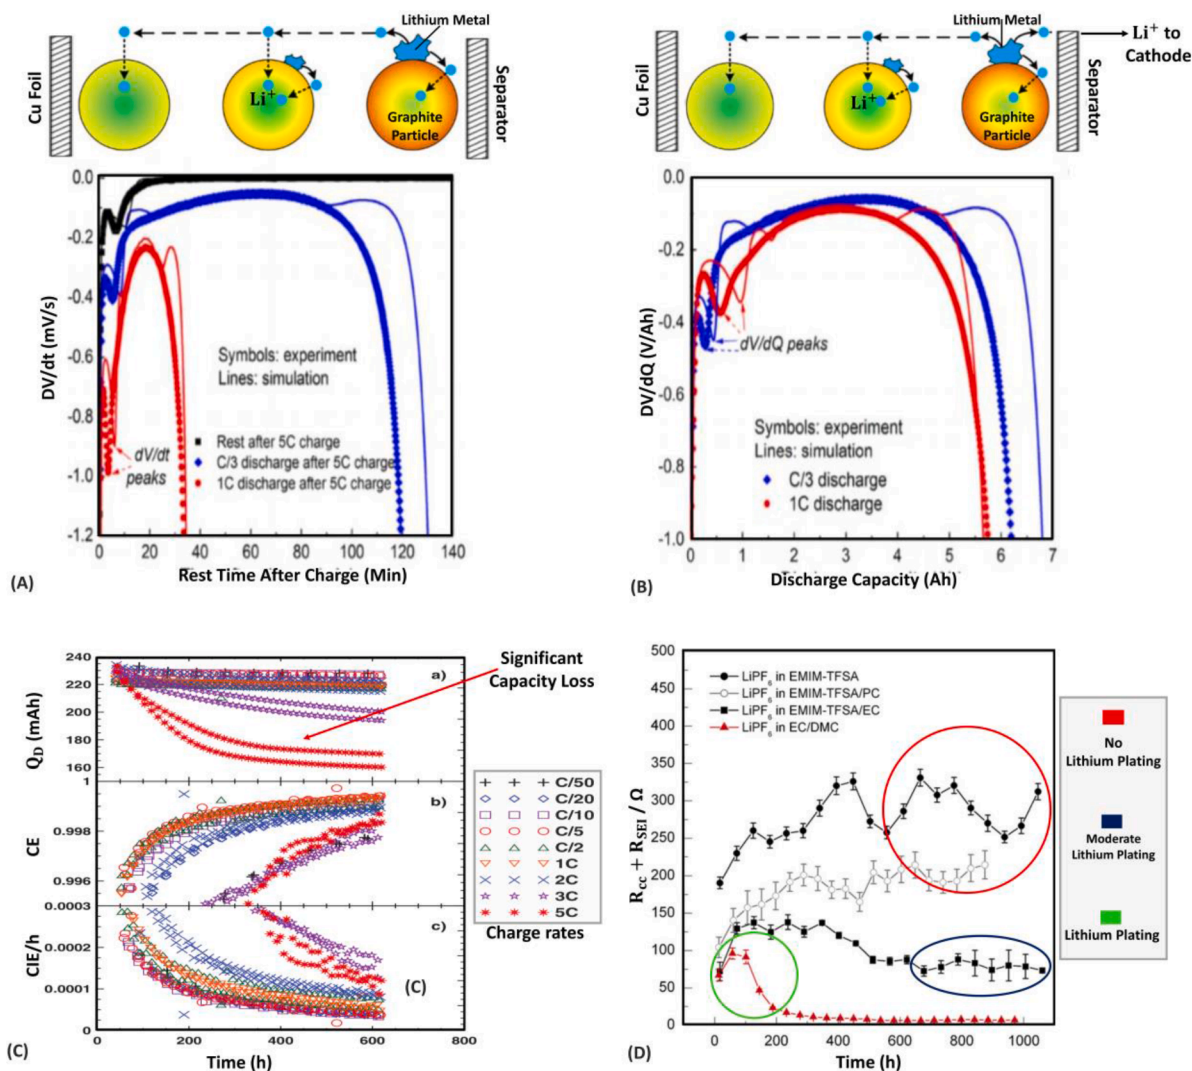 Lithium Metal
Cu Foil
Li+
Graphite
Particle
Separator
0.0
-0.2
-0.4
-0.6
-0.8
-1.0
-1.2
DV/dt (mV/s)
Symbols: experiment
Lines: simulation
dV/dt
peaks
Rest after 5C charge
C/3 discharge after 5C charge
1C discharge after 5C charge
0 20 40 60 80 100 120 140
Rest Time After Charge (Min)
(A)
Lithium Metal
Li+ to
Cathode
Cu Foil
Li+
Graphite
Particle
Separator
0.0
-0.2
-0.4
-0.6
-0.8
-1.0
DV/dQ (V/Ah)
dV/dQ peaks
Symbols: experiment
Lines: simulation
C/3 discharge
1C discharge
0 1 2 3 4 5 6 7
Discharge Capacity (Ah)
(B)
240
220
200
180
160
QD (mAh)
a)
Significant
Capacity Loss
1
0.998
0.996
CE
b)
0.0003
0.0002
0.0001
0
CIE/h
c)
(C)
0 200 400 600 800
Time (h)
(C)
C/50
C/20
C/10
C/5
C/2
1C
2C
3C
5C
Charge rates
500
450
400
350
300
250
200
150
100
50
0
Rcc + RSEI / Ω
LiPF6 in EMIM-TFSA
LiPF6 in EMIM-TFSA/PC
LiPF6 in EMIM-TFSA/EC
LiPF6 in EC/DMC
0 200 400 600 800 1000
Time (h)
(D)
No
Lithium Plating
Moderate
Lithium Plating
Lithium Plating